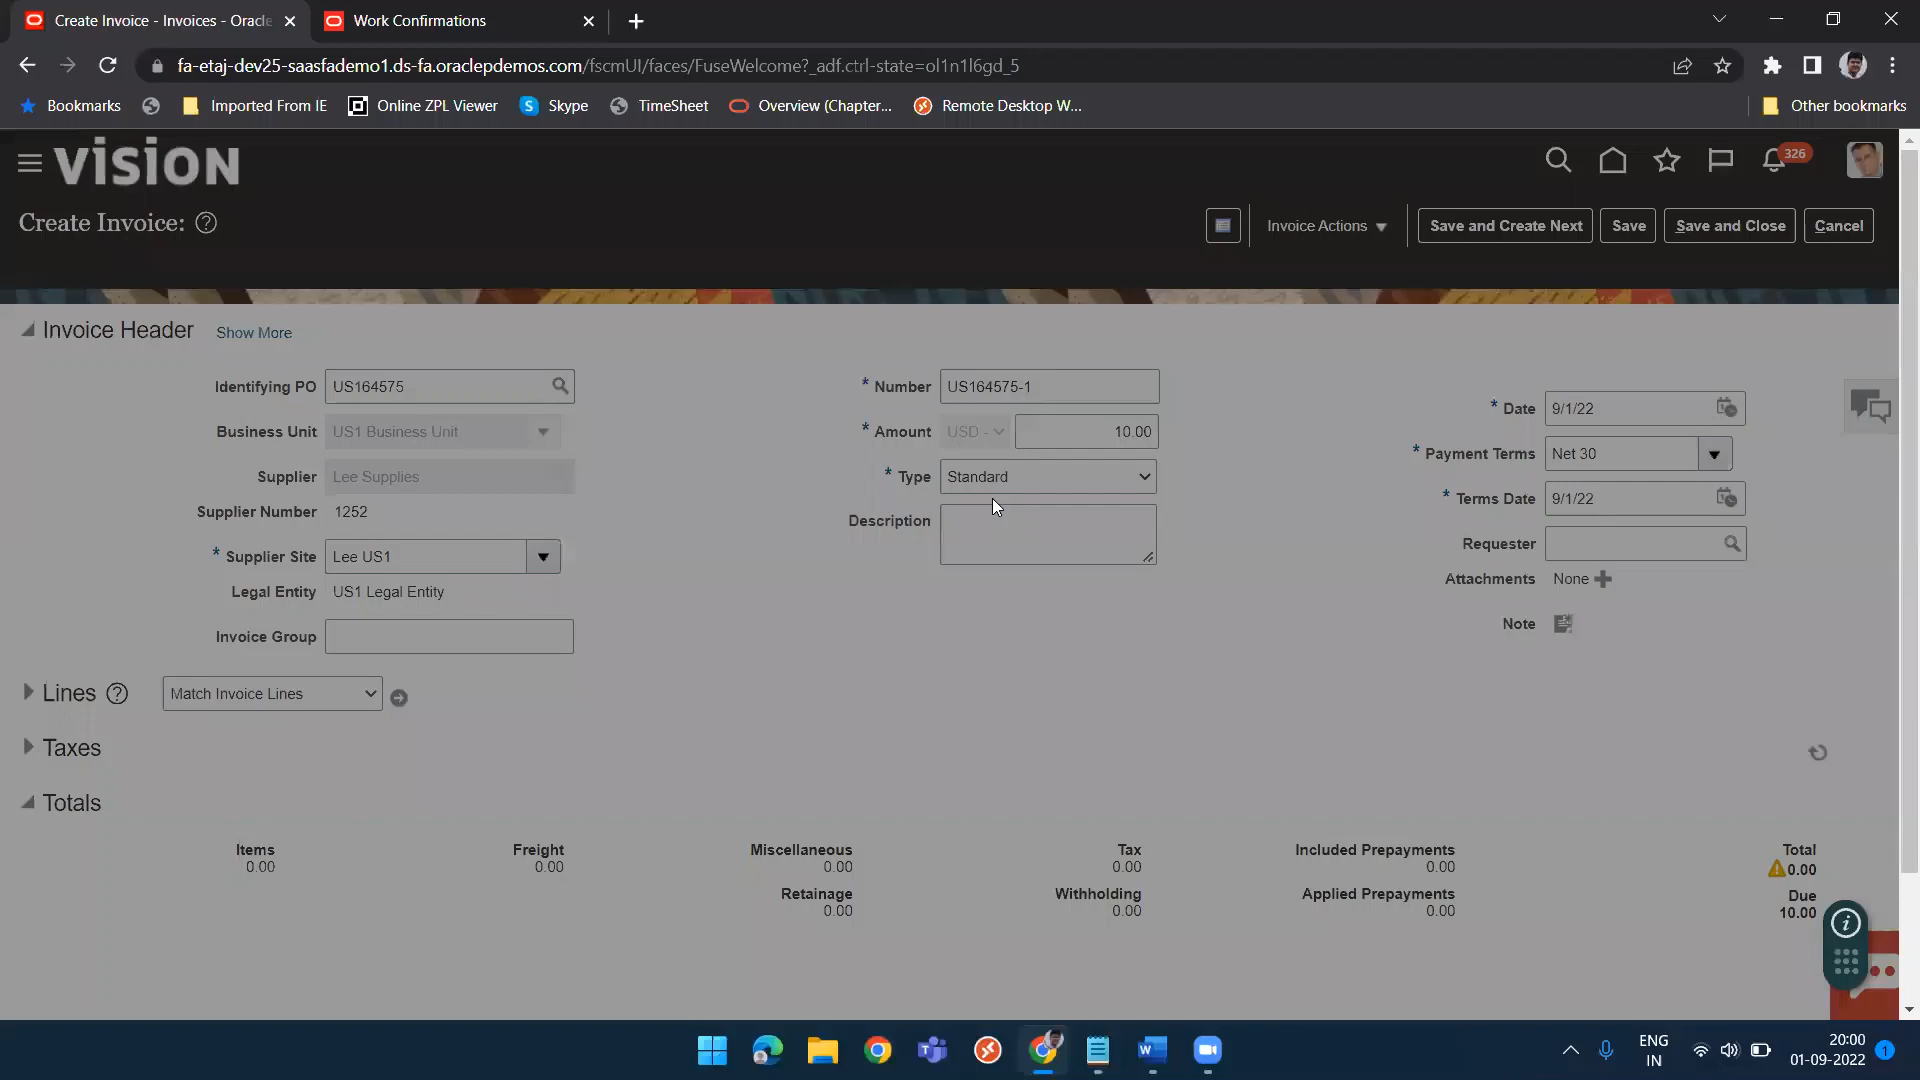 Create Invoice - Invoices - Oracle
Work Confirmations
fa-etaj-dev25-saasfademo1.ds-fa.oraclepdemos.com/fscmUI/faces/FuseWelcome?_adf.ctrl-state=ol1n1l6gd_5
Bookmarks
Imported From IE
Online ZPL Viewer
Skype
TimeSheet
Overview (Chapter...
Remote Desktop W...
Other bookmarks
VISION
326
Create Invoice:
Invoice Actions
Save and Create Next
Save
Save and Close
Cancel
Invoice Header
Show More
Identifying PO US164575
Business Unit US1 Business Unit
Supplier Lee Supplies
Supplier Number 1252
* Supplier Site Lee US1
Legal Entity US1 Legal Entity
Invoice Group
* Number US164575-1
* Amount USD - 10.00
* Type Standard
Description
* Date 9/1/22
* Payment Terms Net 30
* Terms Date 9/1/22
Requester
Attachments None
Note
Lines
Match Invoice Lines
Taxes
Totals
Items
0.00
Freight
0.00
Miscellaneous
0.00
Retainage
0.00
Tax
0.00
Withholding
0.00
Included Prepayments
0.00
Applied Prepayments
0.00
Total
0.00
Due
10.00
ENG
IN
20:00
01-09-2022
1